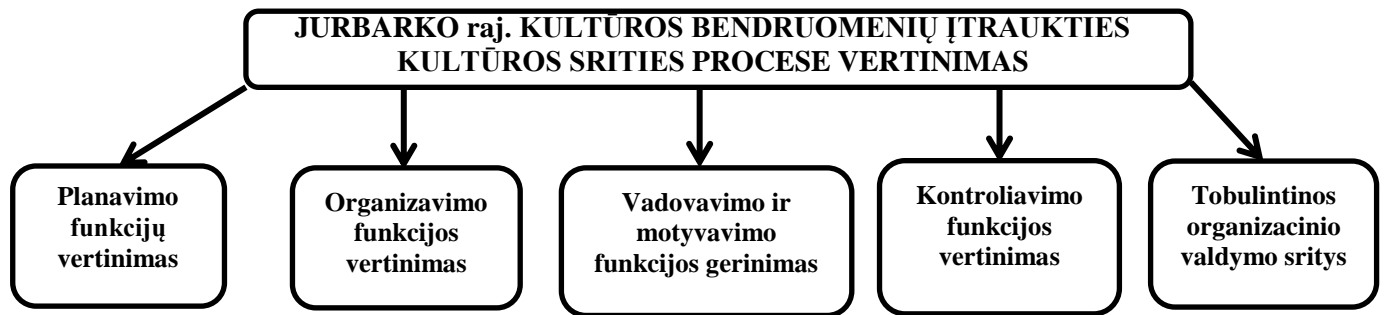 JURBARKO raj. KULTŪROS BENDRUOMENIŲ ĮTRAUKTIES
KULTŪROS SRITIES PROCESE VERTINIMAS
Planavimo
funkcijų
vertinimas
Organizavimo
funkcijos
vertinimas
Vadovavimo ir
motyvavimo
funkcijos gerinimas
Kontroliavimo
funkcijos
vertinimas
Tobulintinos
organizacinio
valdymo sritys